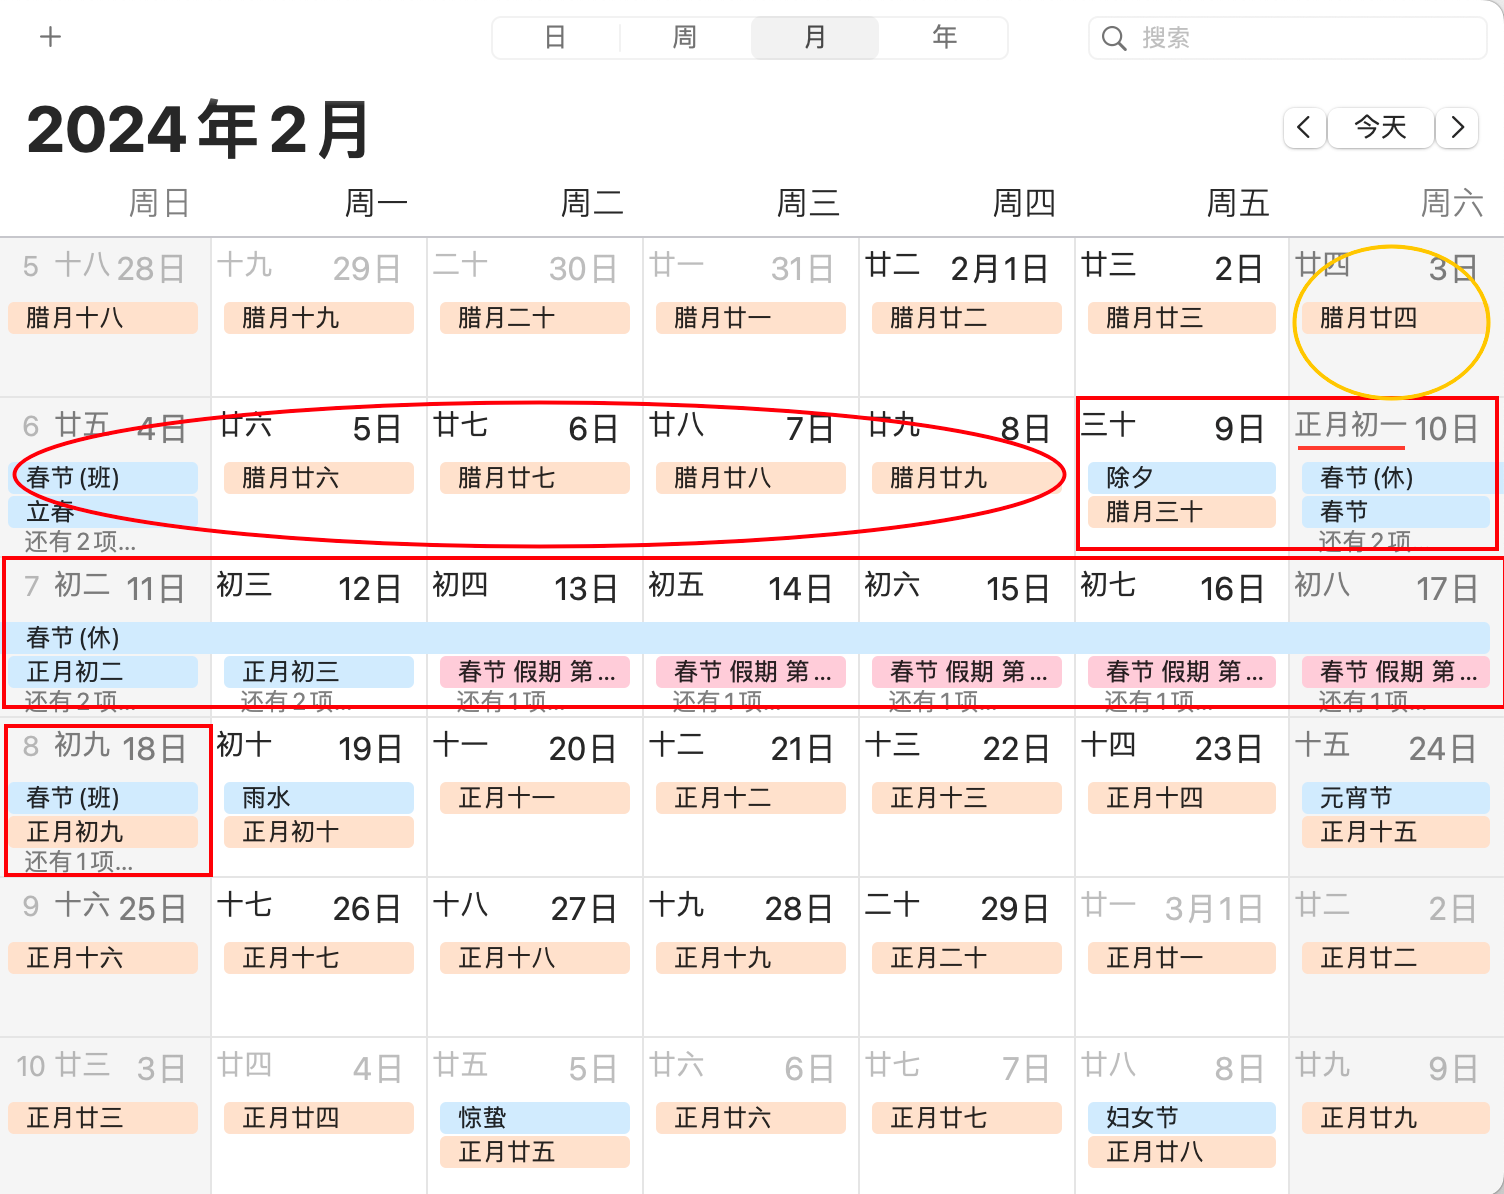 + 日 周 月 年 搜索
2024年2月
今天
周日 周一 周二 周三 周四 周五 周六
5 十八 28日 十九 29日 二十 30日 廿一 31日 廿二 2月1日 廿三 2日 廿四 3日
腊月十八 腊月十九 腊月二十 腊月廿一 腊月廿二 腊月廿三 腊月廿四
6 廿五 4日 廿六 5日 廿七 6日 廿八 7日 廿九 8日 三十 9日 正月初一 10日
春节(班) 腊月廿六 腊月廿七 腊月廿八 腊月廿九 除夕 春节(休)
立春 腊月三十 春节
还有2项... 还有2项
7 初二 11日 初三 12日 初四 13日 初五 14日 初六 15日 初七 16日 初八 17日
春节(休)
正月初二 正月初三 春节 假期 第... 春节 假期 第... 春节 假期 第... 春节 假期 第... 春节 假期 第...
还有2项... 还有2项... 还有1项... 还有1项... 还有1项... 还有1项... 还有1项...
8 初九 18日 初十 19日 十一 20日 十二 21日 十三 22日 十四 23日 十五 24日
春节(班) 雨水 正月十一 正月十二 正月十三 正月十四 元宵节
正月初九 正月初十 正月十五
还有1项...
9 十六 25日 十七 26日 十八 27日 十九 28日 二十 29日 廿一 3月1日 廿二 2日
正月十六 正月十七 正月十八 正月十九 正月二十 正月廿一 正月廿二
10 廿三 3日 廿四 4日 廿五 5日 廿六 6日 廿七 7日 廿八 8日 廿九 9日
正月廿三 正月廿四 惊蛰 正月廿六 正月廿七 妇女节 正月廿九
正月廿五 正月廿八